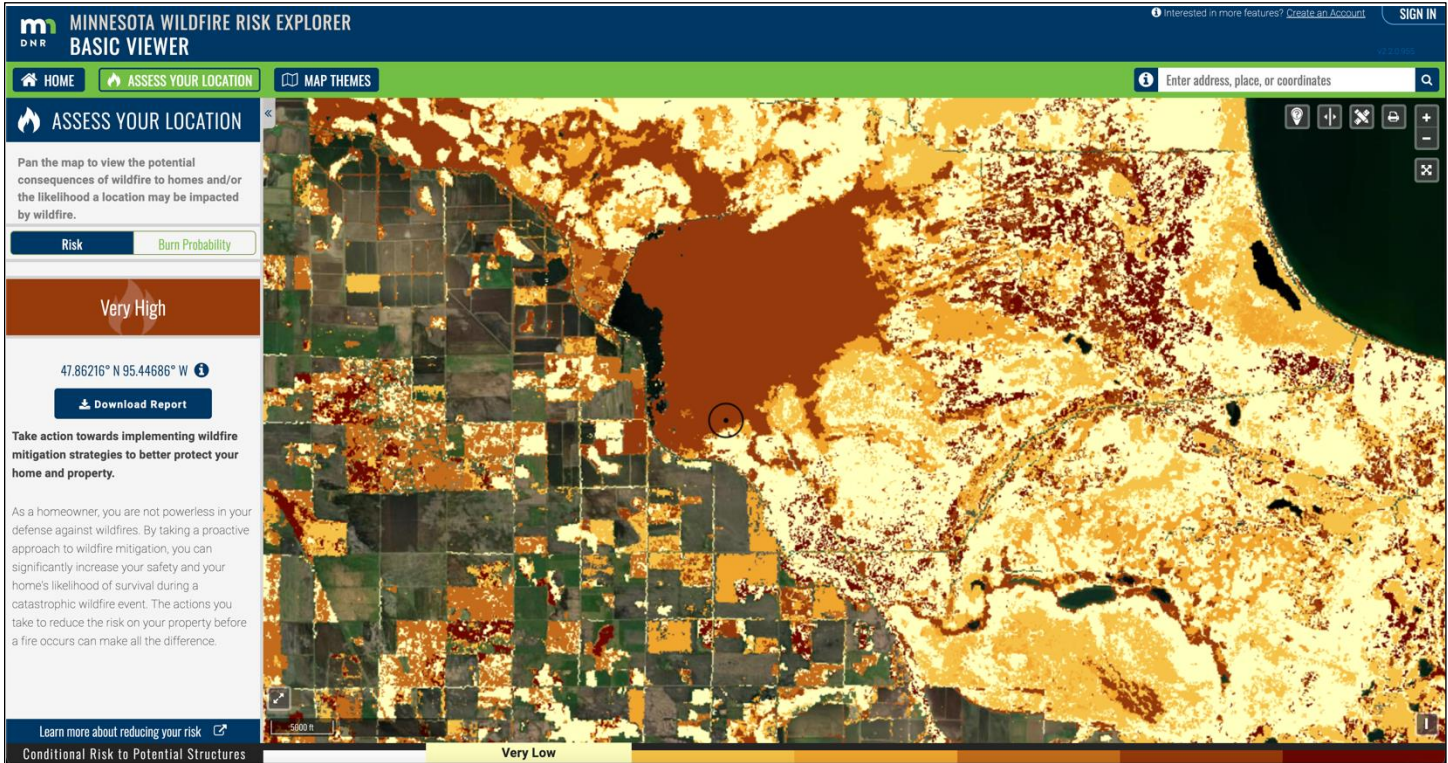 MINNESOTA WILDFIRE RISK EXPLORER
DNR
BASIC VIEWER
Interested in more features? Create an Account
SIGN IN
HOME
ASSESS YOUR LOCATION
MAP THEMES
Enter address, place, or coordinates
ASSESS YOUR LOCATION
Pan the map to view the potential
consequences of wildfire to homes and/or
the likelihood a location may be impacted
by wildfire.
Risk
Burn Probability
Very High
47.86216° N 95.44686° W
Download Report
Take action towards implementing wildfire
mitigation strategies to better protect your
home and property.
As a homeowner, you are not powerless in your
defense against wildfires. By taking a proactive
approach to wildfire mitigation, you can
significantly increase your safety and your
home's likelihood of survival during a
catastrophic wildfire event. The actions you
take to reduce the risk on your property before
a fire occurs can make all the difference.
5000 ft
Learn more about reducing your risk
Conditional Risk to Potential Structures
Very Low